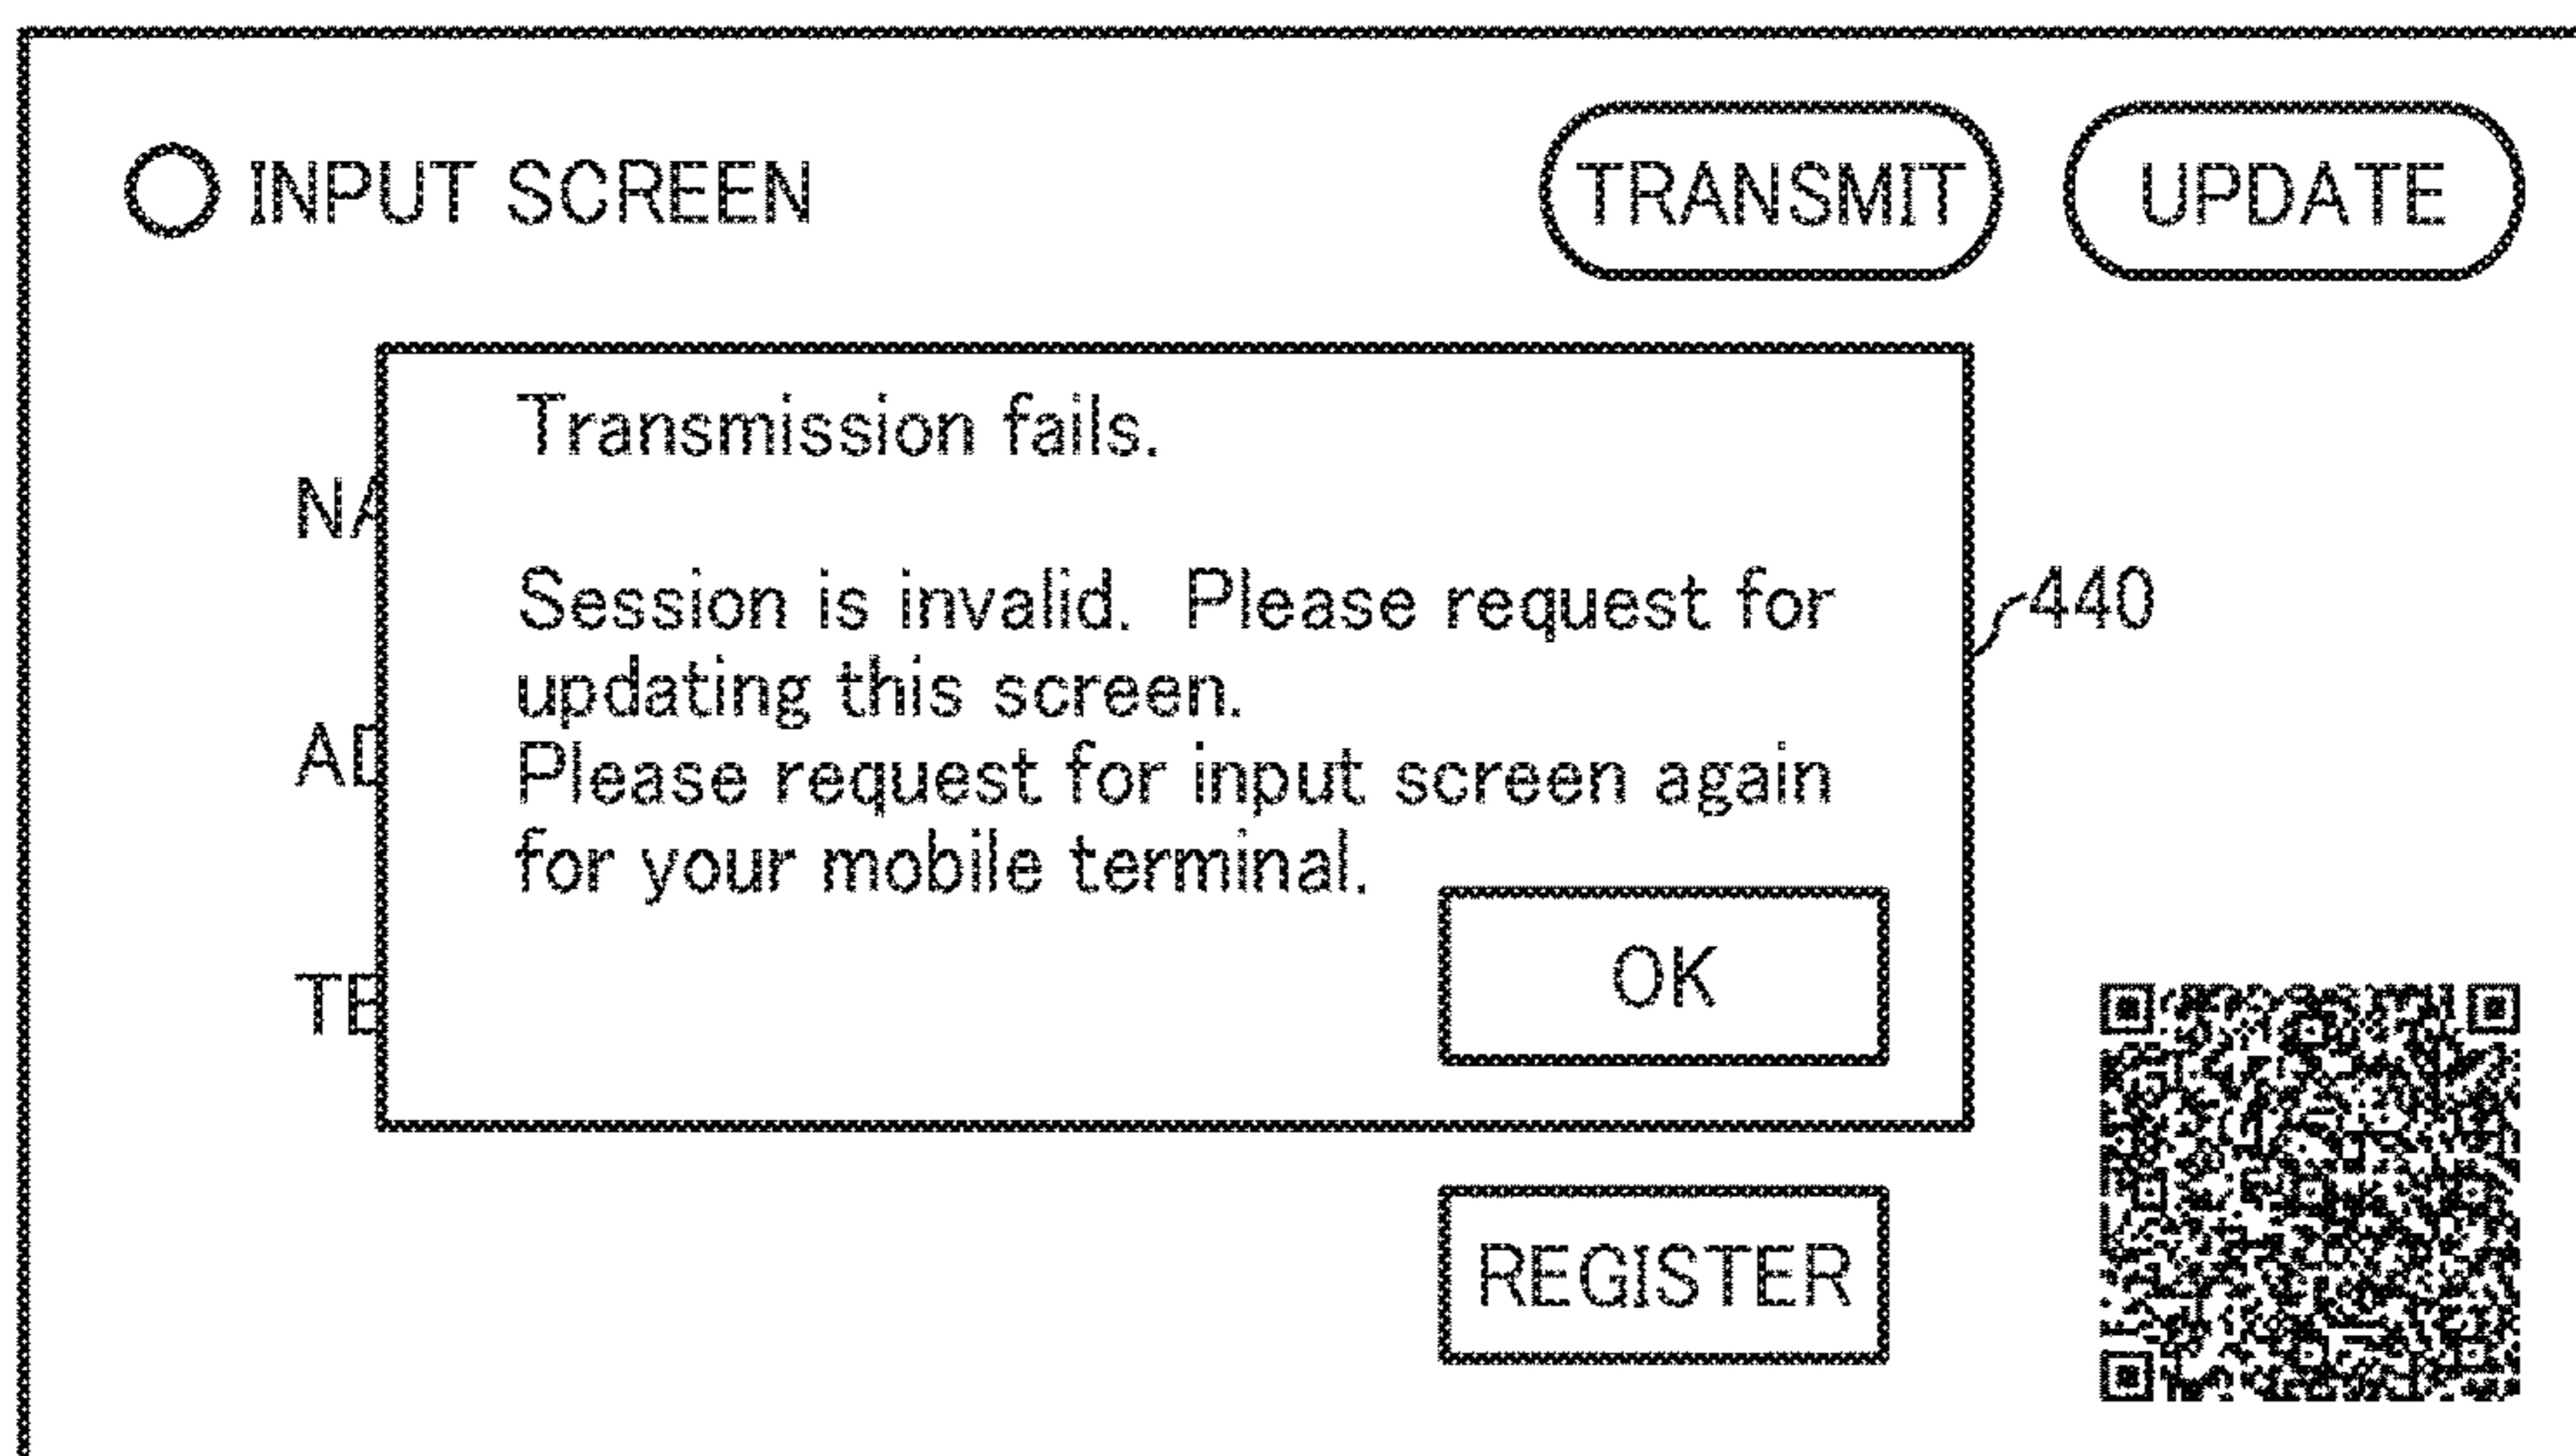 INPUT SCREEN
TRANSMIT
UPDATE
Transmission fails.
NA
Session is invalid. Please request for
440
updating this screen.
AD
Please request for input screen again
for your mobile terminal.
TE
OK
REGISTER